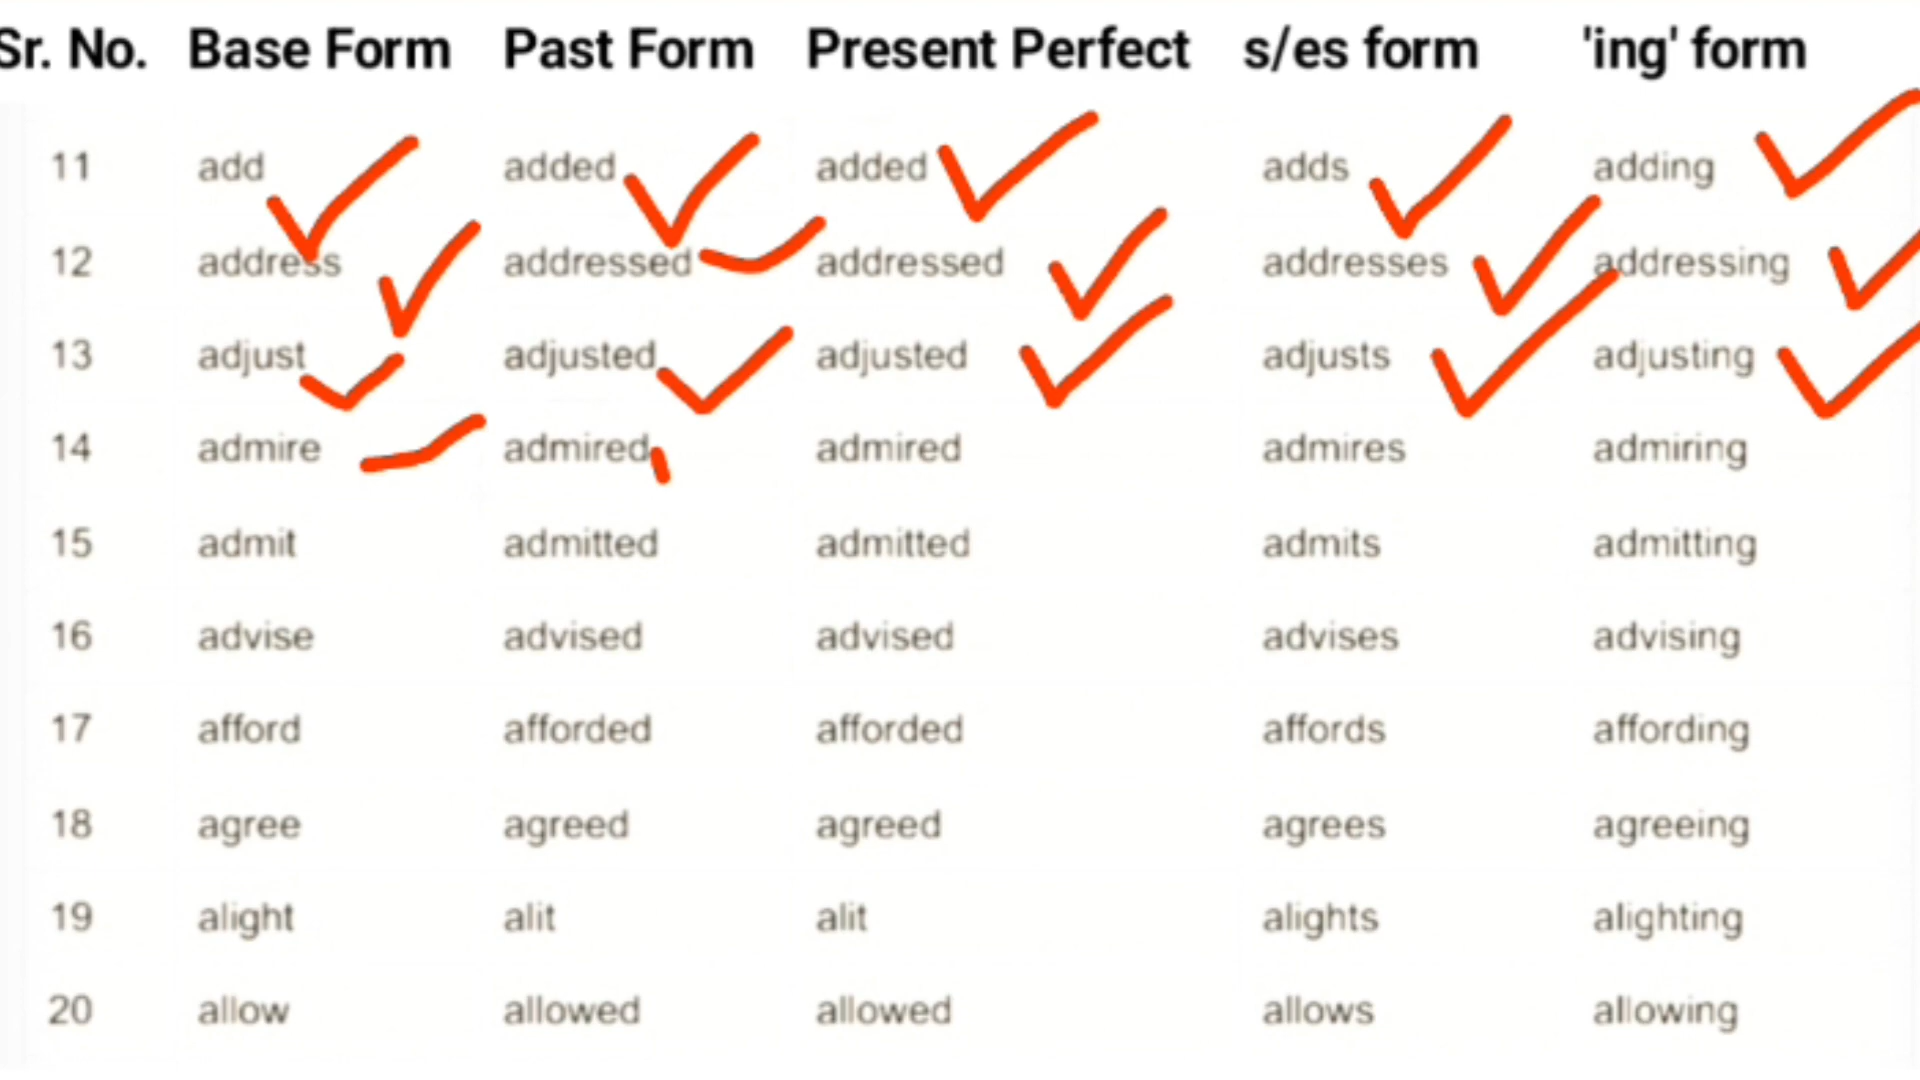 Sr. No. Base Form Past Form Present Perfect s/es form 'ing' form
11 add added added adds adding
12 address addressed addressed addresses addressing
13 adjust adjusted adjusted adjusts adjusting
14 admire admired admired admires admiring
15 admit admitted admitted admits admitting
16 advise advised advised advises advising
17 afford afforded afforded affords affording
18 agree agreed agreed agrees agreeing
19 alight alit alit alights alighting
20 allow allowed allowed allows allowing